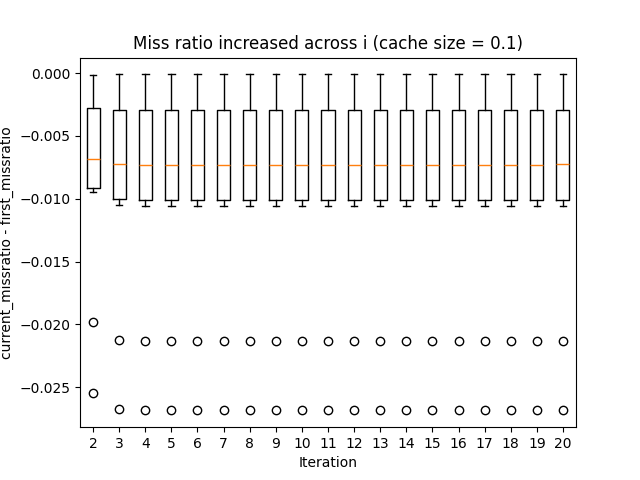 Miss ratio increased across i (cache size = 0.1)
current_missratio - first_missratio
0.000
−0.005
−0.010
−0.015
−0.020
−0.025
2 3 4 5 6 7 8 9 10 11 12 13 14 15 16 17 18 19 20
Iteration